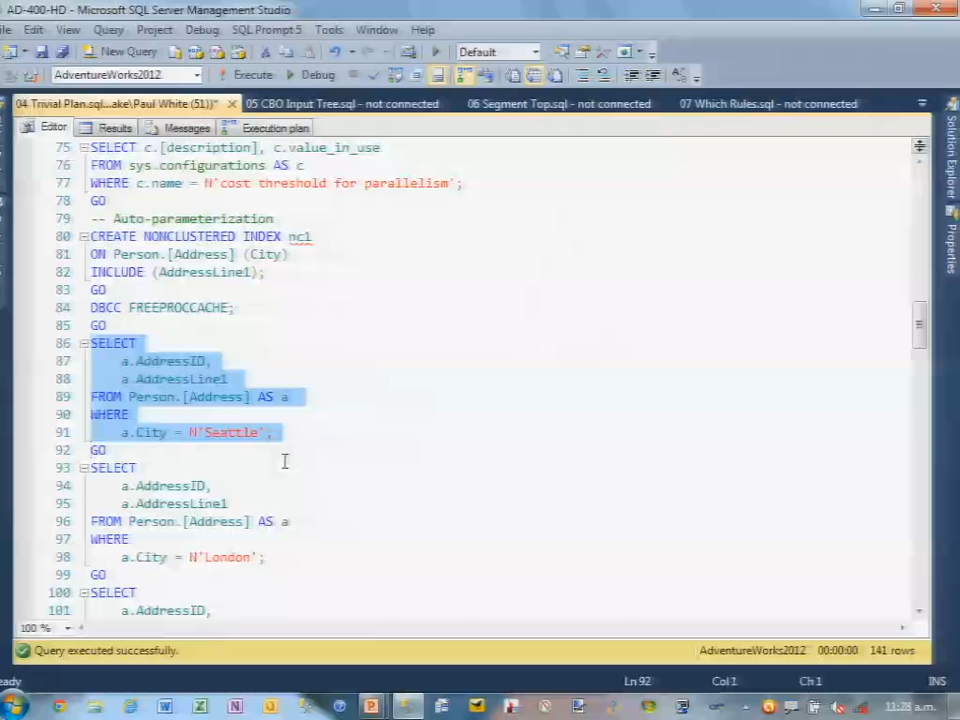 AD-400-HD - Microsoft SQL Server Management Studio
ile Edit View Query Project Debug SQL Prompt 5 Tools Window Help
New Query Default
AdventureWorks2012 Execute Debug
04 Trivial Plan.sql...ake\Paul White (51))* 05 CBO Input Tree.sql - not connected 06 Segment Top.sql - not connected 07 Which Rules.sql - not connected
Editor Results Messages Execution plan
75 SELECT c.[description], c.value_in_use
76 FROM sys.configurations AS c
77 WHERE c.name = N'cost threshold for parallelism';
78 GO
79 -- Auto-parameterization
80 CREATE NONCLUSTERED INDEX nc1
81 ON Person.[Address] (City)
82 INCLUDE (AddressLine1);
83 GO
84 DBCC FREEPROCCACHE;
85 GO
86 SELECT
87 a.AddressID,
88 a.AddressLine1
89 FROM Person.[Address] AS a
90 WHERE
91 a.City = N'Seattle';
92 GO
93 SELECT
94 a.AddressID,
95 a.AddressLine1
96 FROM Person.[Address] AS a
97 WHERE
98 a.City = N'London';
99 GO
100 SELECT
101 a.AddressID,
100 %
Solution Explorer
Properties
Query executed successfully. AdventureWorks2012 00:00:00 141 rows
eady Ln 92 Col 1 Ch 1 INS
11:28 a.m.